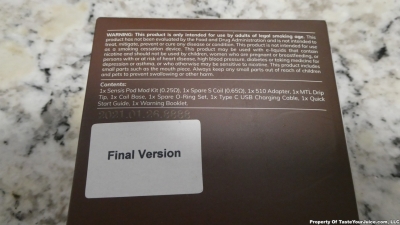 WARNING: This product is only intended for use by adults of legal smoking age. This
product has not been evaluated by the Food and Drug Administration and is not intended to
treat, mitigate, prevent or cure any disease or condition. This product is not intended for use
as a smoking cessation device. This product may be used with e-liquids that contain
nicotine and should not be used by children, women who are pregnant or breastfeeding, or
persons with or at risk of heart disease, high blood pressure, diabetes or taking medicine for
depression or asthma, or who otherwise may be sensitive to nicotine. This product includes
small parts such as the mouth piece. Always keep any small parts out of reach of children
and pets to prevent swallowing or other harm.
Contents:
1x Sensis Pod Mod Kit (0.25Ω), 1x Spare S Coil (0.65Ω), 1x 510 Adapter, 1x MTL Drip
Tip, 1x Coil Base, 1x Spare O-Ring Set, 1x Type C USB Charging Cable, 1x Quick
Start Guide, 1x Warning Booklet.
Final Version
Property Of TasteYourJuice.com, LLC